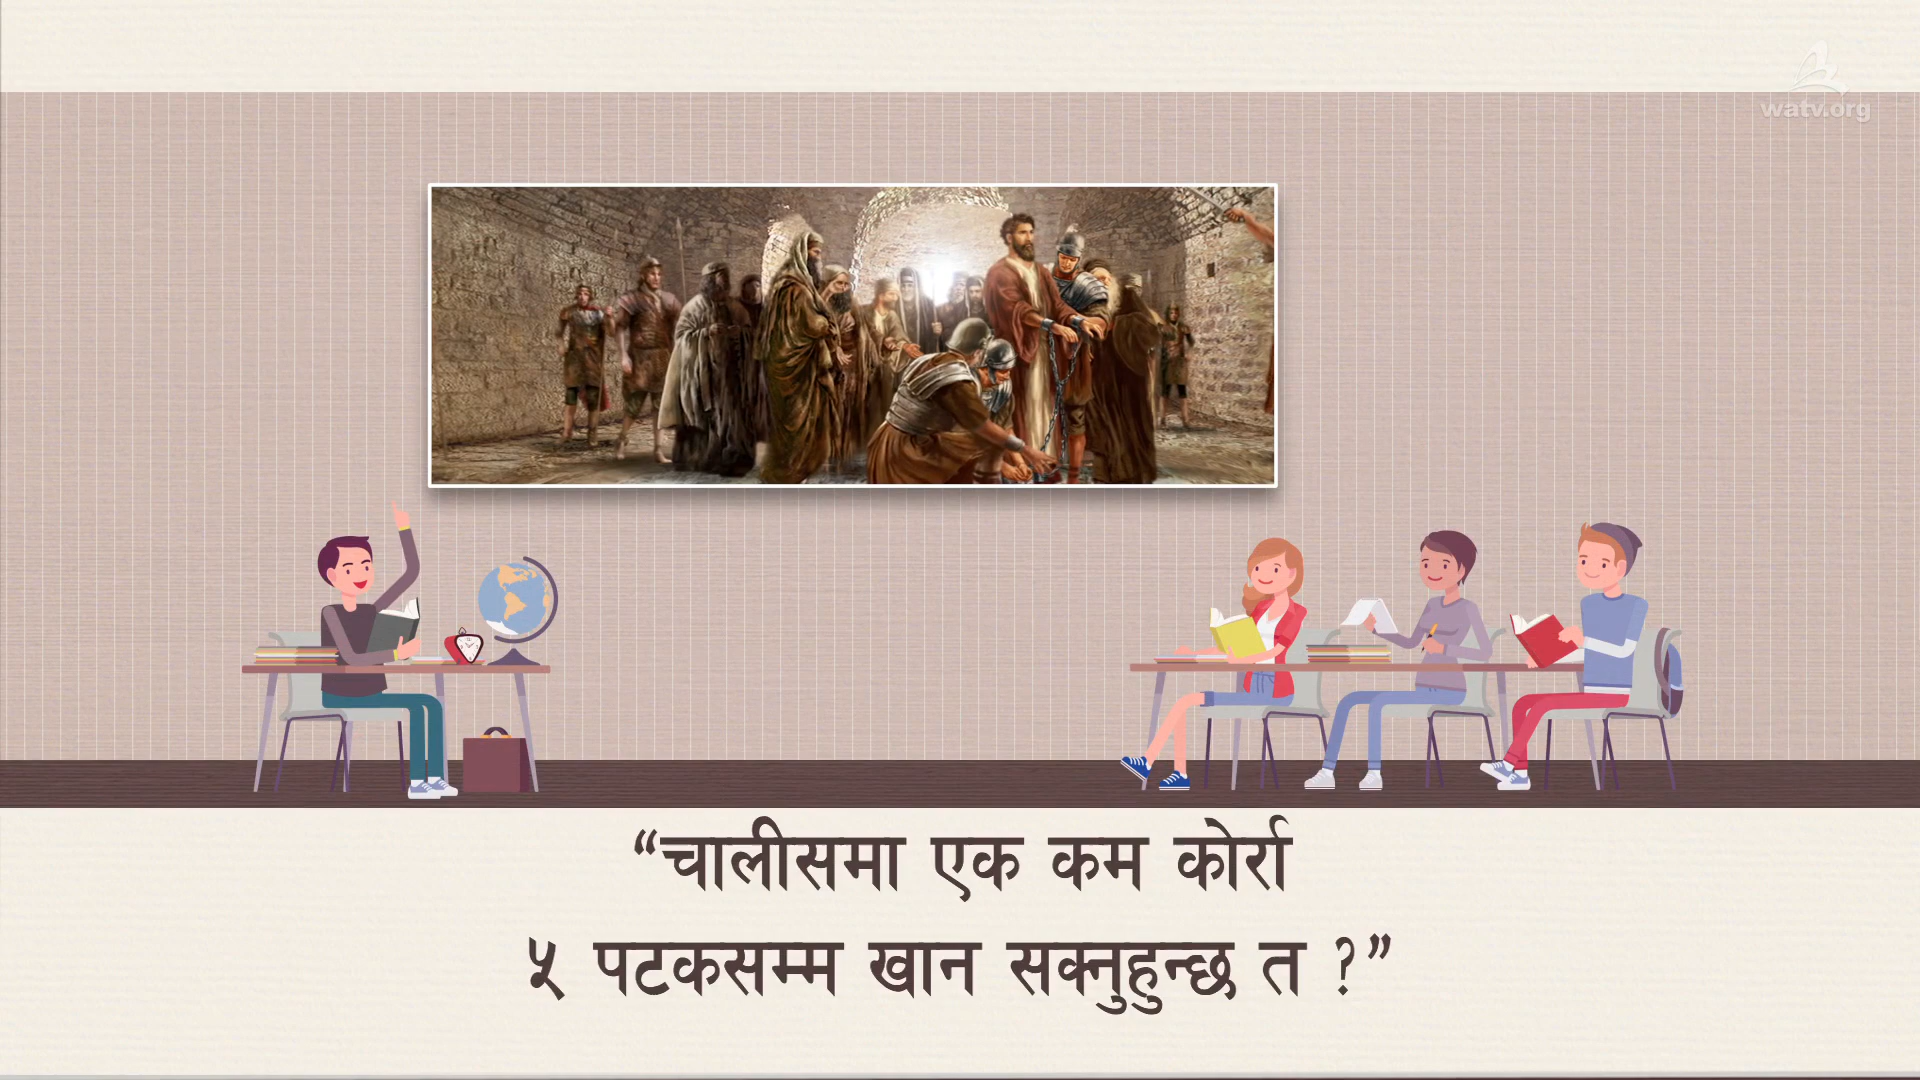 watv.org
“चालीसमा एक कम कोर्रा
५ पटकसम्म खान सक्नुहुन्छ त ?”